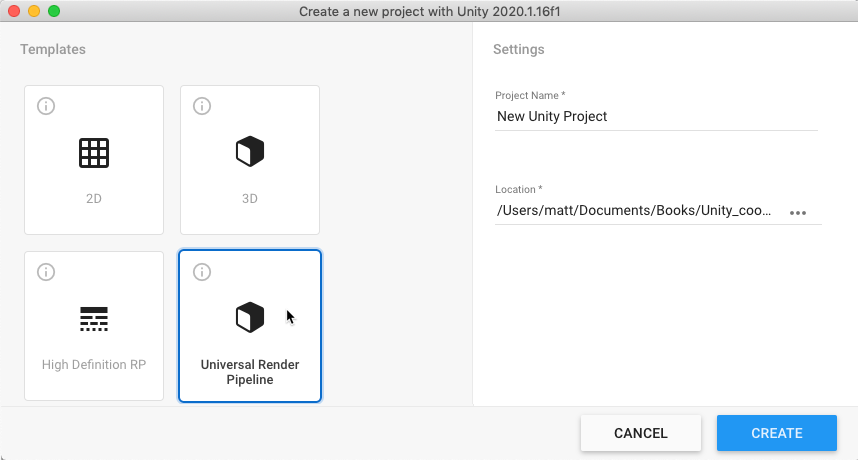 Create a new project with Unity 2020.1.16f1
Templates
2D
3D
High Definition RP
Universal Render
Pipeline
Settings
Project Name *
New Unity Project
Location *
/Users/matt/Documents/Books/Unity_coo...
CANCEL
CREATE